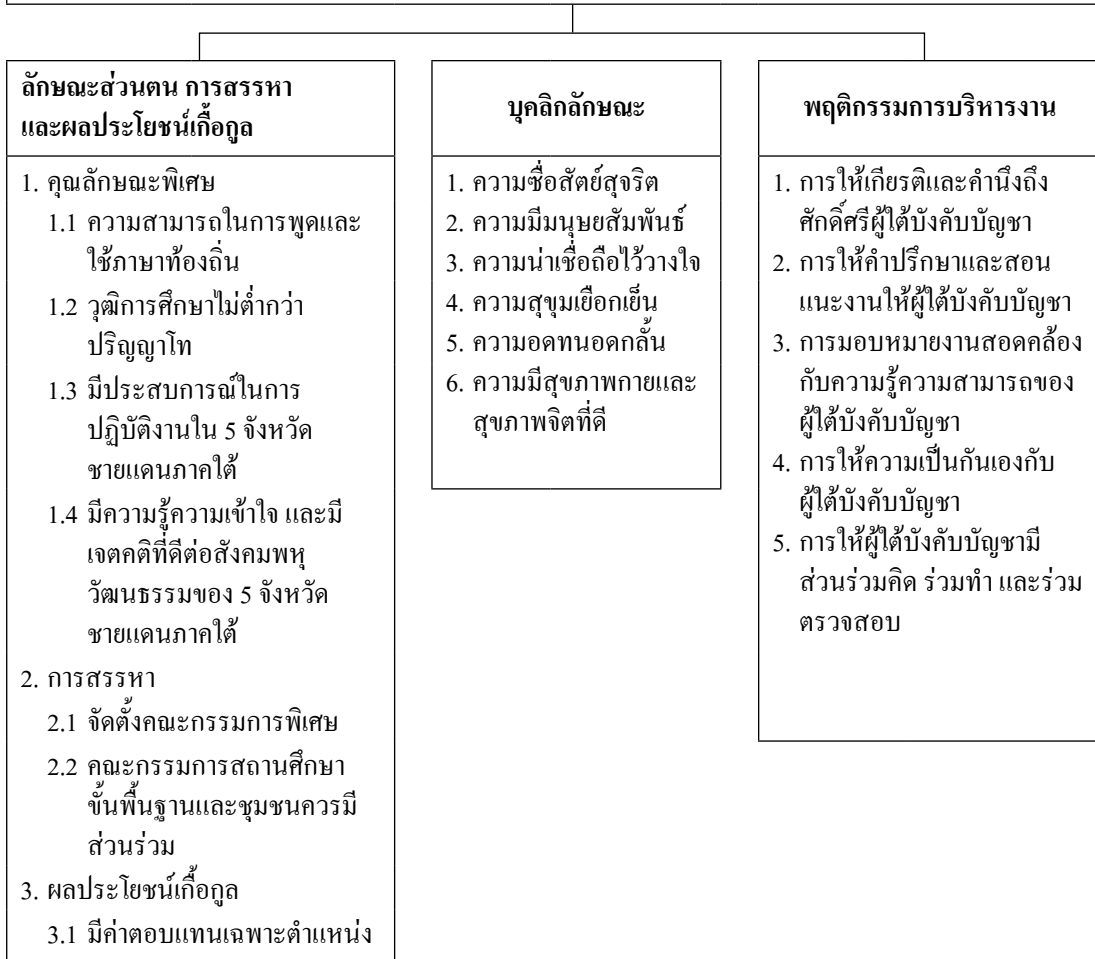 ลักษณะส่วนตน การสรรหา
และผลประโยชน์เกื้อกูล
1. คุณลักษณะพิเศษ
1.1 ความสามารถในการพูดและ
ใช้ภาษาท้องถิ่น
1.2 วุฒิการศึกษาไม่ต่ำกว่า
ปริญญาโท
1.3 มีประสบการณ์ในการ
ปฏิบัติงานใน 5 จังหวัด
ชายแดนภาคใต้
1.4 มีความรู้ความเข้าใจ และมี
เจตคติที่ดีต่อสังคมพหุ
วัฒนธรรมของ 5 จังหวัด
ชายแดนภาคใต้
2. การสรรหา
2.1 จัดตั้งคณะกรรมการพิเศษ
2.2 คณะกรรมการสถานศึกษา
ขั้นพื้นฐานและชุมชนควรมี
ส่วนร่วม
3. ผลประโยชน์เกื้อกูล
3.1 มีค่าตอบแทนเฉพาะตำแหน่ง
บุคลิกลักษณะ
1. ความซื่อสัตย์สุจริต
2. ความมีมนุษยสัมพันธ์
3. ความน่าเชื่อถือไว้วางใจ
4. ความสุขุมเยือกเย็น
5. ความอดทนอดกลั้น
6. ความมีสุขภาพกายและ
สุขภาพจิตที่ดี
พฤติกรรมการบริหารงาน
1. การให้เกียรติและคำนึงถึง
ศักดิ์ศรีผู้ใต้บังคับบัญชา
2. การให้คำปรึกษาและสอน
แนะงานให้ผู้ใต้บังคับบัญชา
3. การมอบหมายงานสอดคล้อง
กับความรู้ความสามารถของ
ผู้ใต้บังคับบัญชา
4. การให้ความเป็นกันเองกับ
ผู้ใต้บังคับบัญชา
5. การให้ผู้ใต้บังคับบัญชามี
ส่วนร่วมคิด ร่วมทำ และร่วม
ตรวจสอบ